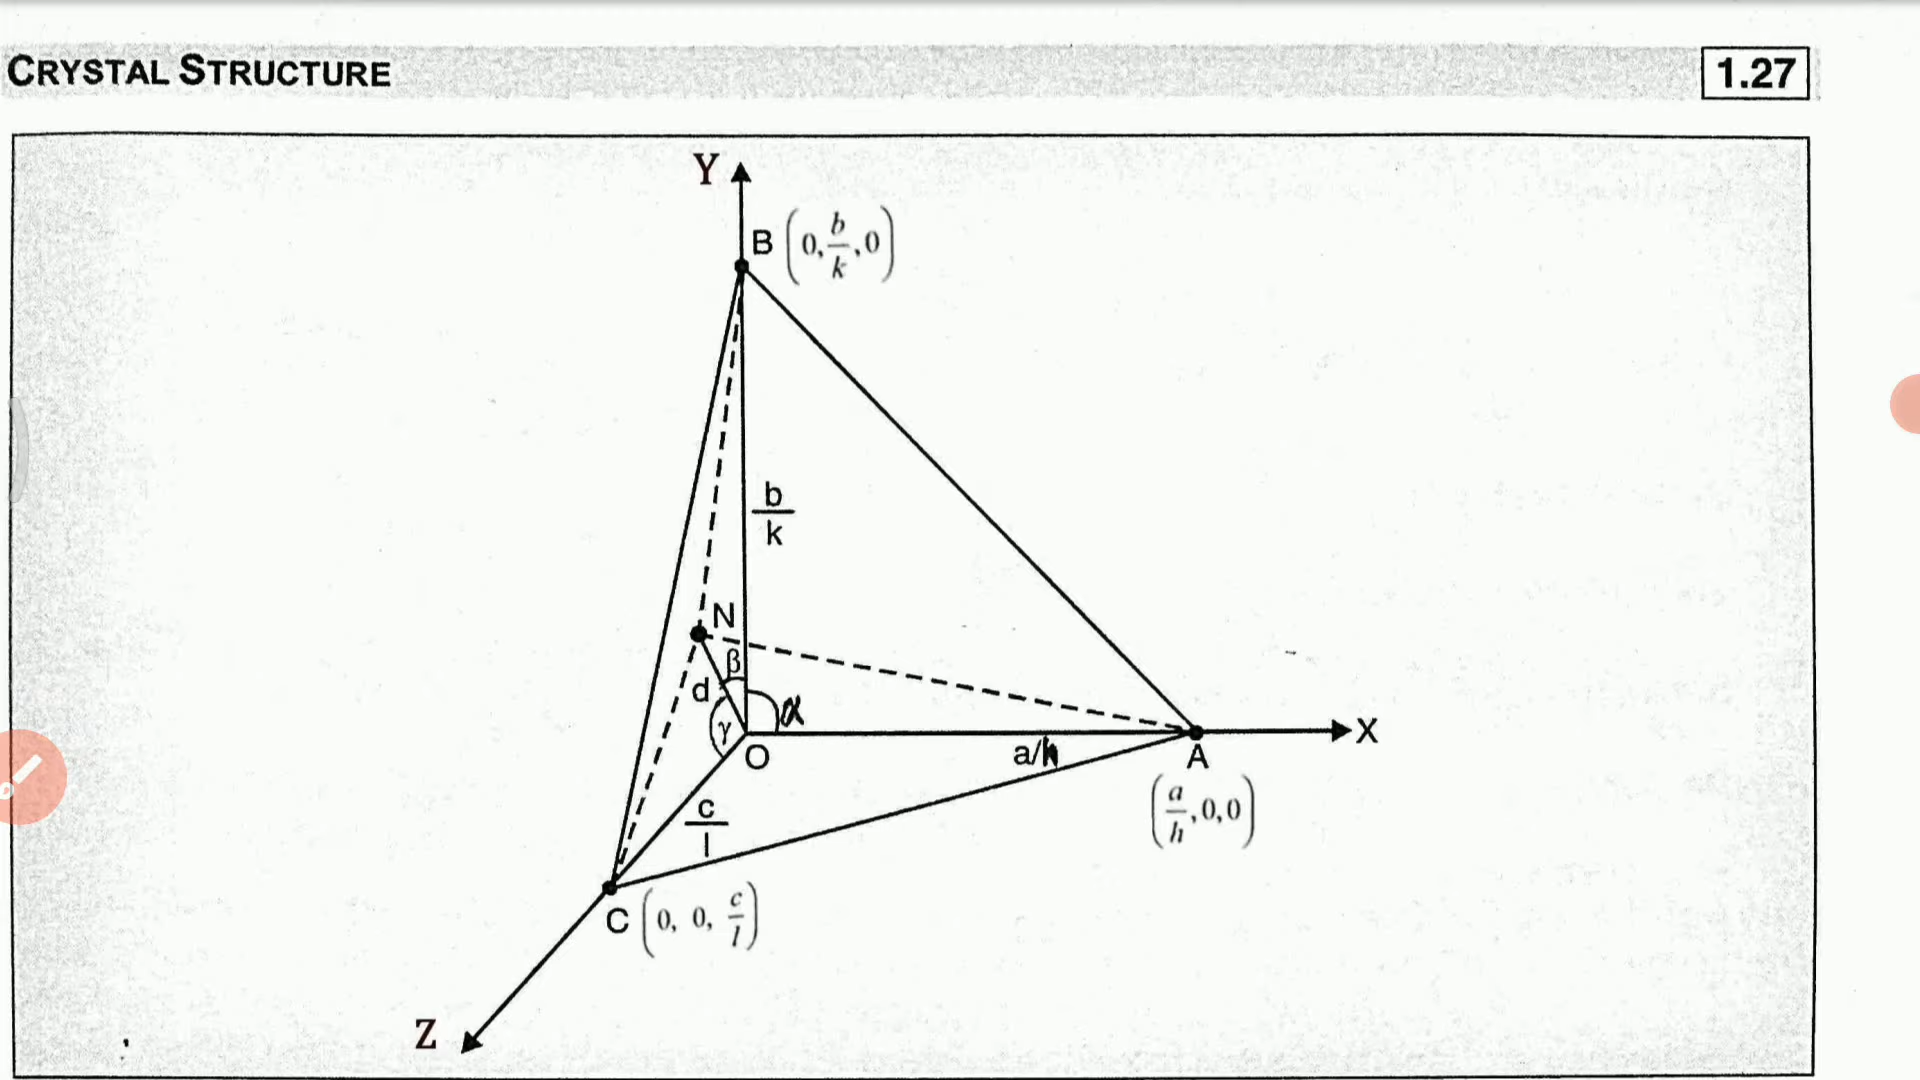 CRYSTAL STRUCTURE
1.27
Y
B (0, b/k, 0)
b
k
N
β
d
α
γ
O
a/h
X
A
(a/h, 0, 0)
c
l
C (0, 0, c/l)
Z